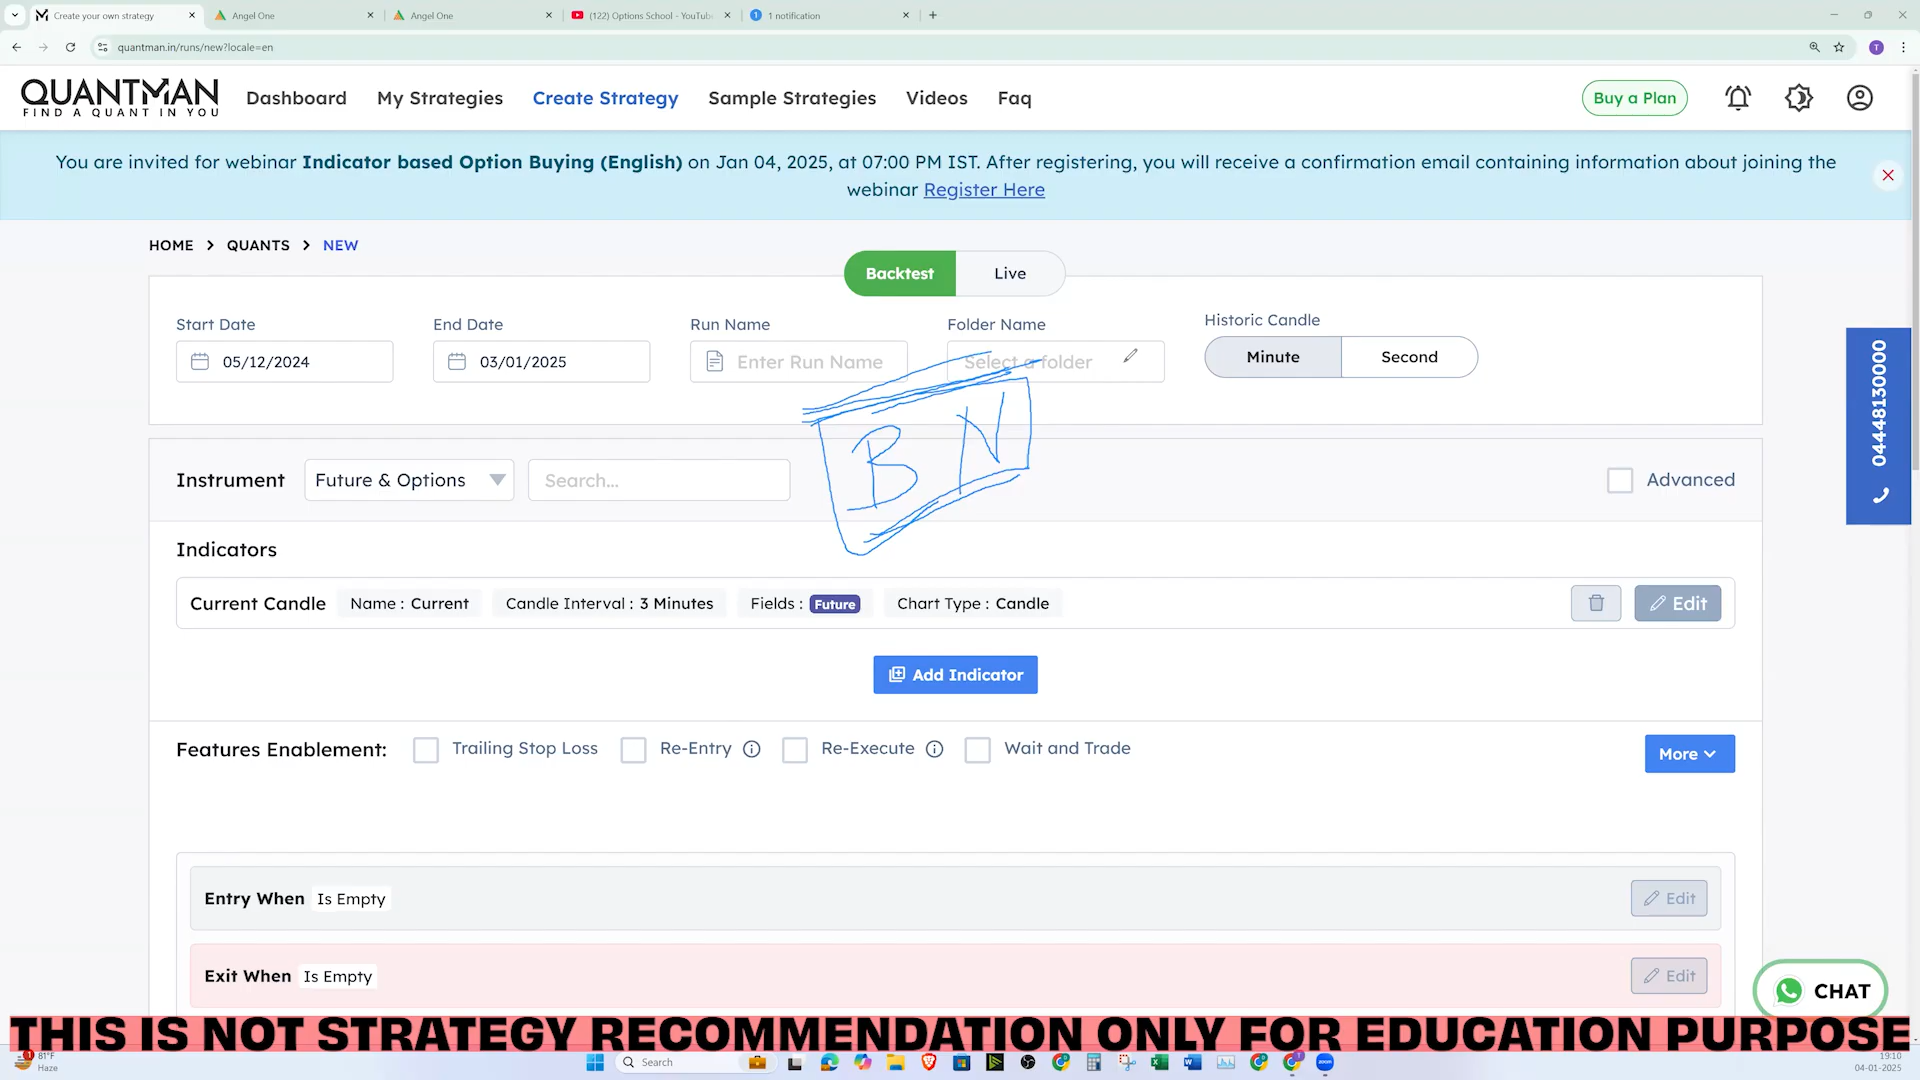 Create your own strategy
Angel One
Angel One
(122) Options School - YouTub
1 notification
quantman.in/runs/new?locale=en
T
QUANTMAN
FIND A QUANT IN YOU
Dashboard My Strategies Create Strategy Sample Strategies Videos Faq
Buy a Plan
You are invited for webinar Indicator based Option Buying (English) on Jan 04, 2025, at 07:00 PM IST. After registering, you will receive a confirmation email containing information about joining the
webinar Register Here
HOME > QUANTS > NEW
Backtest Live
Start Date End Date Run Name Folder Name Historic Candle
05/12/2024 03/01/2025 Enter Run Name Select a folder Minute Second
04448130000
B N
Instrument Future & Options Search... Advanced
Indicators
Current Candle Name : Current Candle Interval : 3 Minutes Fields : Future Chart Type : Candle Edit
Add Indicator
Features Enablement: Trailing Stop Loss Re-Entry Re-Execute Wait and Trade More
Entry When Is Empty Edit
Exit When Is Empty Edit
CHAT
THIS IS NOT STRATEGY RECOMMENDATION ONLY FOR EDUCATION PURPOSE
1
81°F
Haze
Search
zoom
19:10
04-01-2025